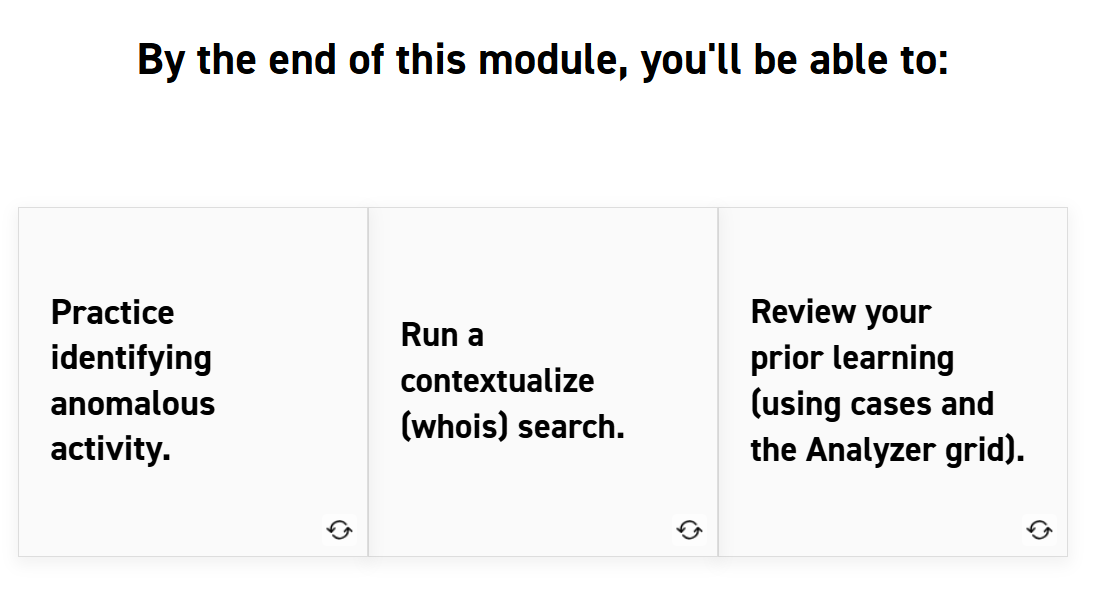 By the end of this module, you'll be able to:
Practice
identifying
anomalous
activity.
Run a
contextualize
(whois) search.
Review your
prior learning
(using cases and
the Analyzer grid).